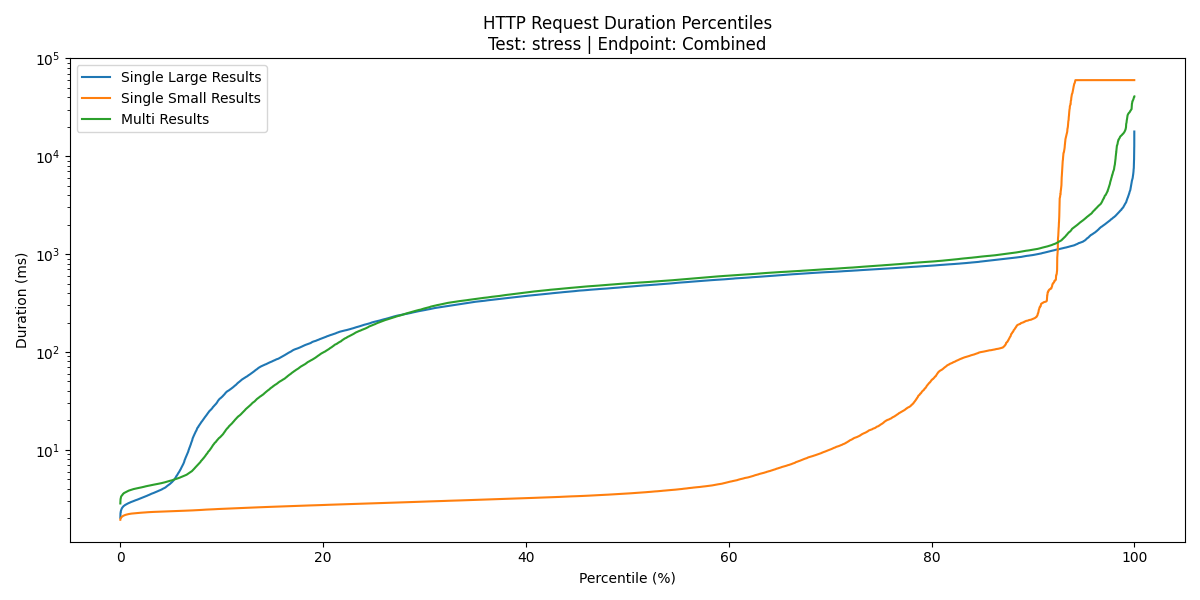 HTTP Request Duration Percentiles
Test: stress | Endpoint: Combined
Single Large Results
Single Small Results
Multi Results
Duration (ms)
10^5
10^4
10^3
10^2
10^1
0 20 40 60 80 100
Percentile (%)